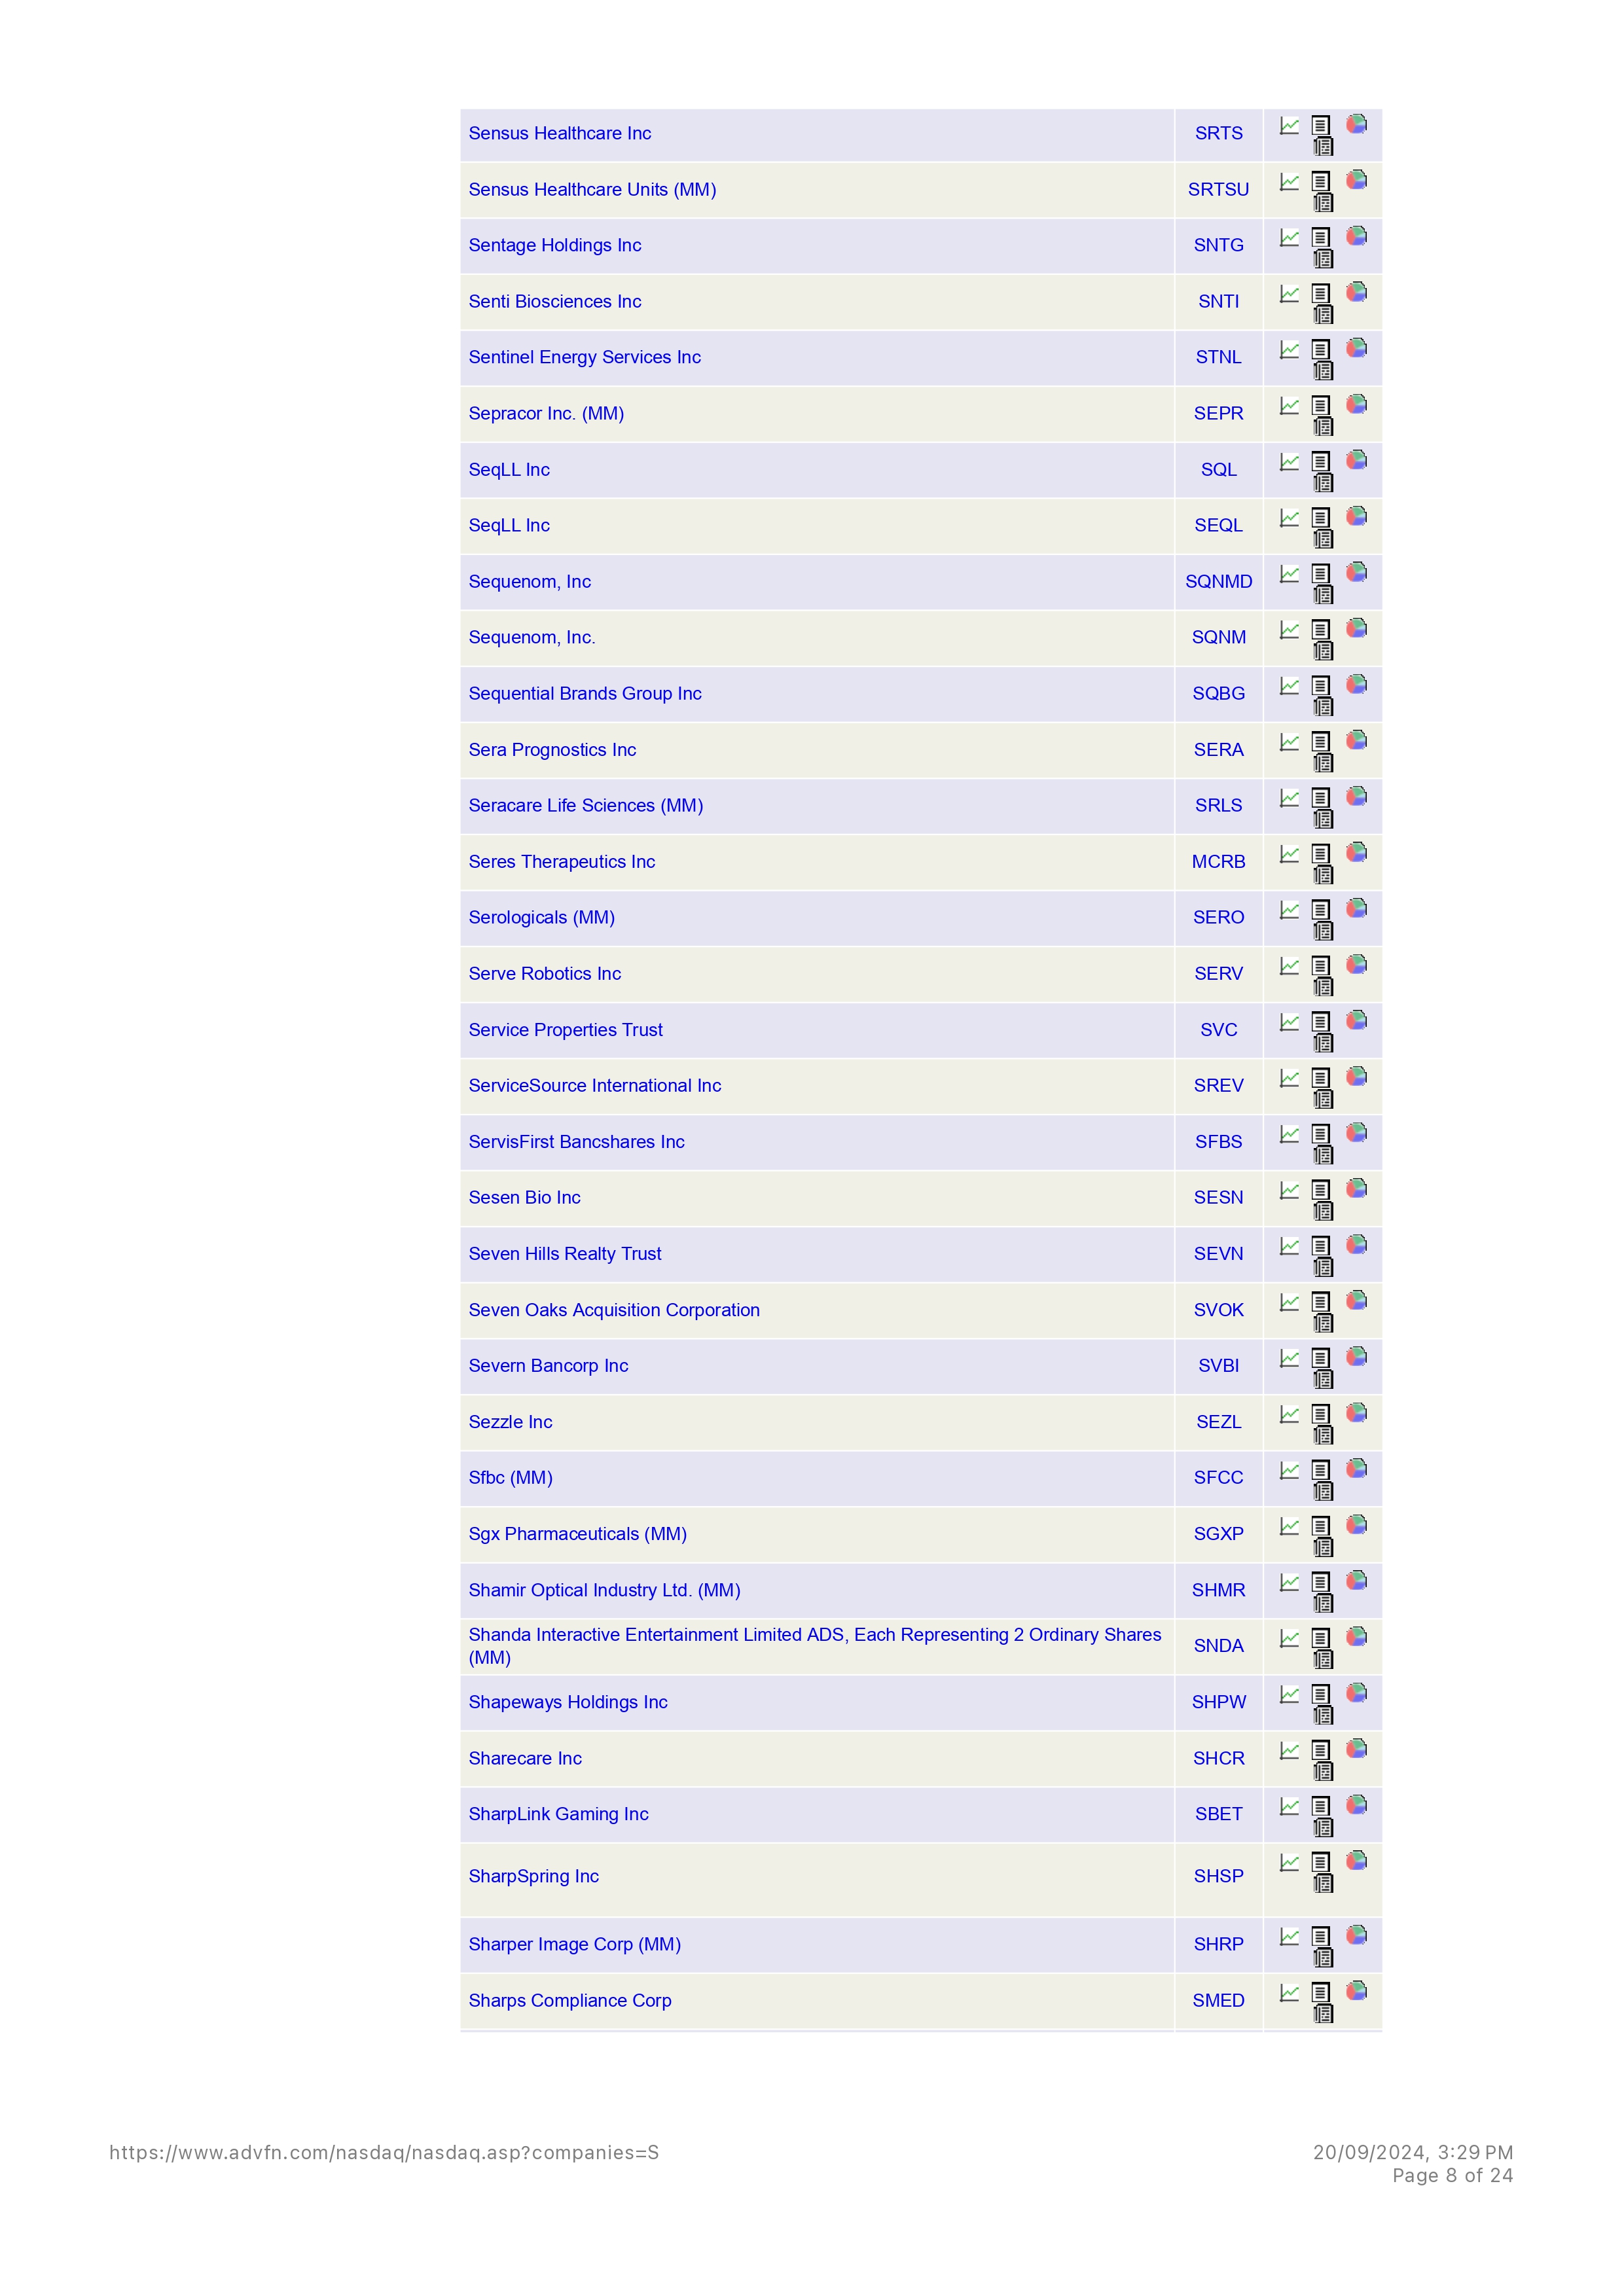 Sensus Healthcare Inc SRTS
Sensus Healthcare Units (MM) SRTSU
Sentage Holdings Inc SNTG
Senti Biosciences Inc SNTI
Sentinel Energy Services Inc STNL
Sepracor Inc. (MM) SEPR
SeqLL Inc SQL
SeqLL Inc SEQL
Sequenom, Inc SQNMD
Sequenom, Inc. SQNM
Sequential Brands Group Inc SQBG
Sera Prognostics Inc SERA
Seracare Life Sciences (MM) SRLS
Seres Therapeutics Inc MCRB
Serologicals (MM) SERO
Serve Robotics Inc SERV
Service Properties Trust SVC
ServiceSource International Inc SREV
ServisFirst Bancshares Inc SFBS
Sesen Bio Inc SESN
Seven Hills Realty Trust SEVN
Seven Oaks Acquisition Corporation SVOK
Severn Bancorp Inc SVBI
Sezzle Inc SEZL
Sfbc (MM) SFCC
Sgx Pharmaceuticals (MM) SGXP
Shamir Optical Industry Ltd. (MM) SHMR
Shanda Interactive Entertainment Limited ADS, Each Representing 2 Ordinary Shares
(MM) SNDA
Shapeways Holdings Inc SHPW
Sharecare Inc SHCR
SharpLink Gaming Inc SBET
SharpSpring Inc SHSP
Sharper Image Corp (MM) SHRP
Sharps Compliance Corp SMED
https://www.advfn.com/nasdaq/nasdaq.asp?companies=S 20/09/2024, 3:29 PM
Page 8 of 24